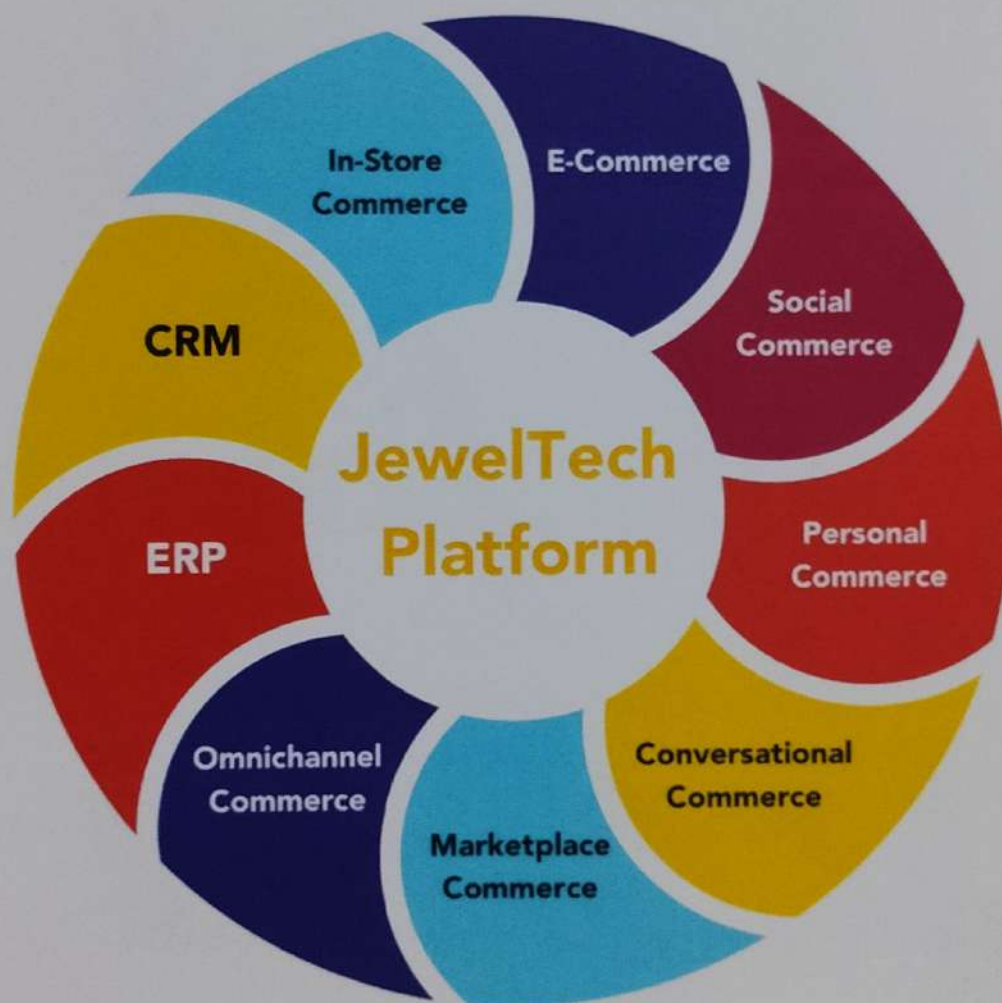 In-Store
Commerce
E-Commerce
Social
Commerce
Personal
Commerce
Conversational
Commerce
Marketplace
Commerce
Omnichannel
Commerce
ERP
CRM
JewelTech
Platform